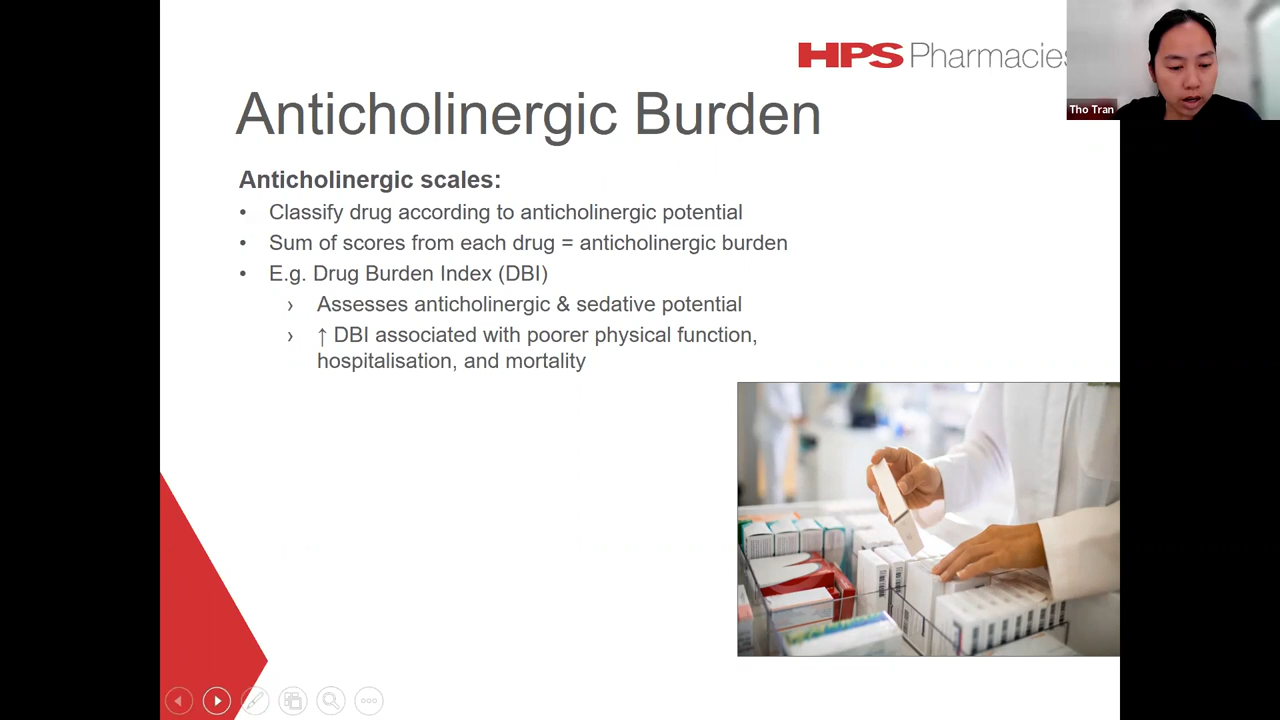 HPS Pharmacies
Tho Tran
Anticholinergic Burden
Anticholinergic scales:
• Classify drug according to anticholinergic potential
• Sum of scores from each drug = anticholinergic burden
• E.g. Drug Burden Index (DBI)
› Assesses anticholinergic & sedative potential
› ↑ DBI associated with poorer physical function,
hospitalisation, and mortality